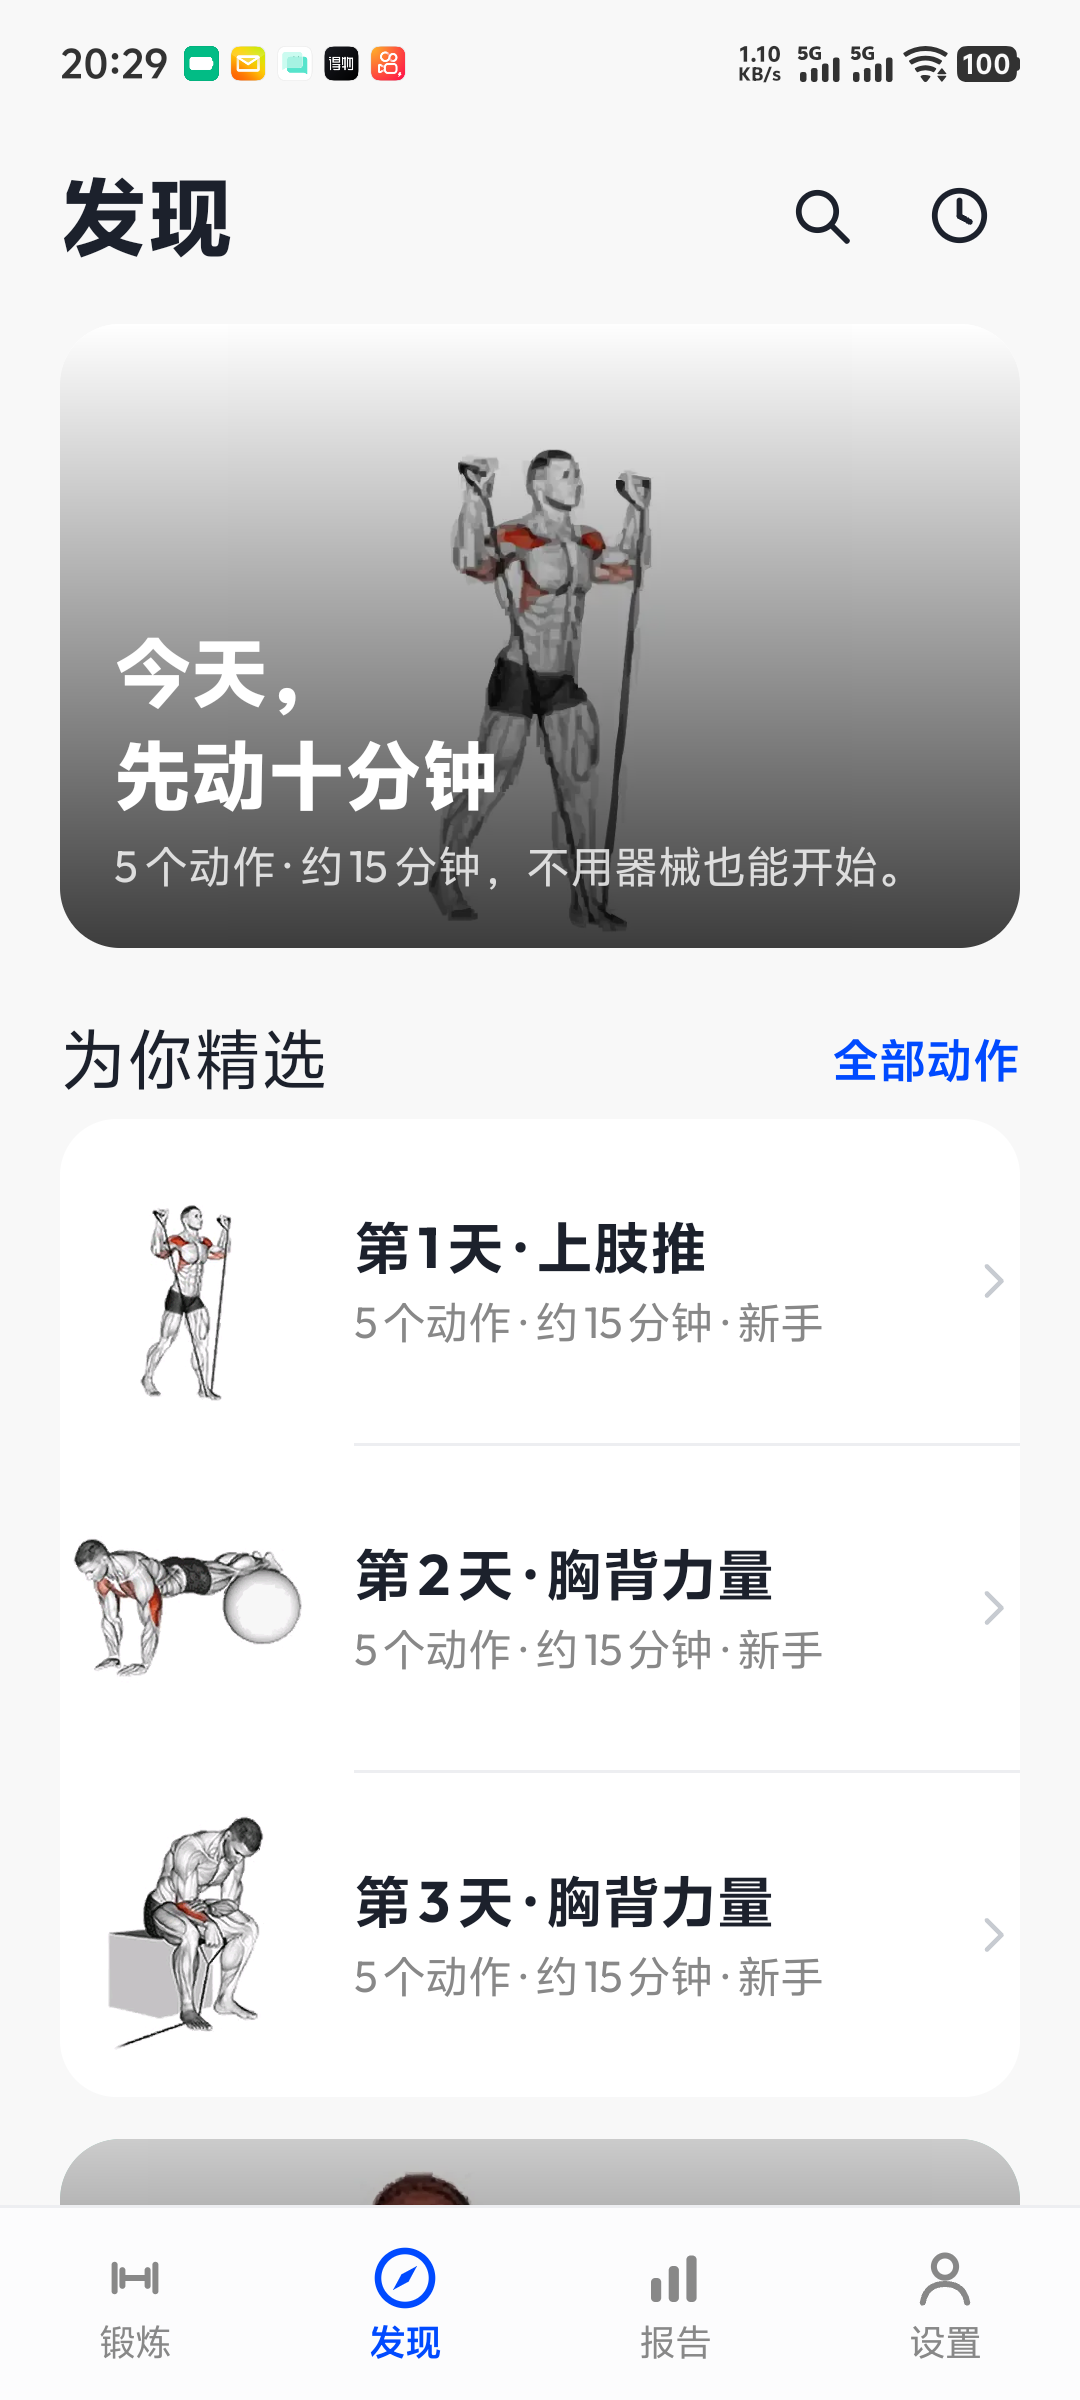 20:29
得物
1.10 KB/s
5G 5G
100
发现
今天，
先动十分钟
5个动作·约15分钟，不用器械也能开始。
为你精选
全部动作
第1天·上肢推
5个动作·约15分钟·新手
第2天·胸背力量
5个动作·约15分钟·新手
第3天·胸背力量
5个动作·约15分钟·新手
锻炼
发现
报告
设置